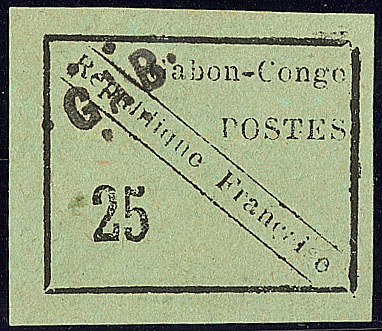 G. B.
Gabon-Congo
POSTES
République Française
25